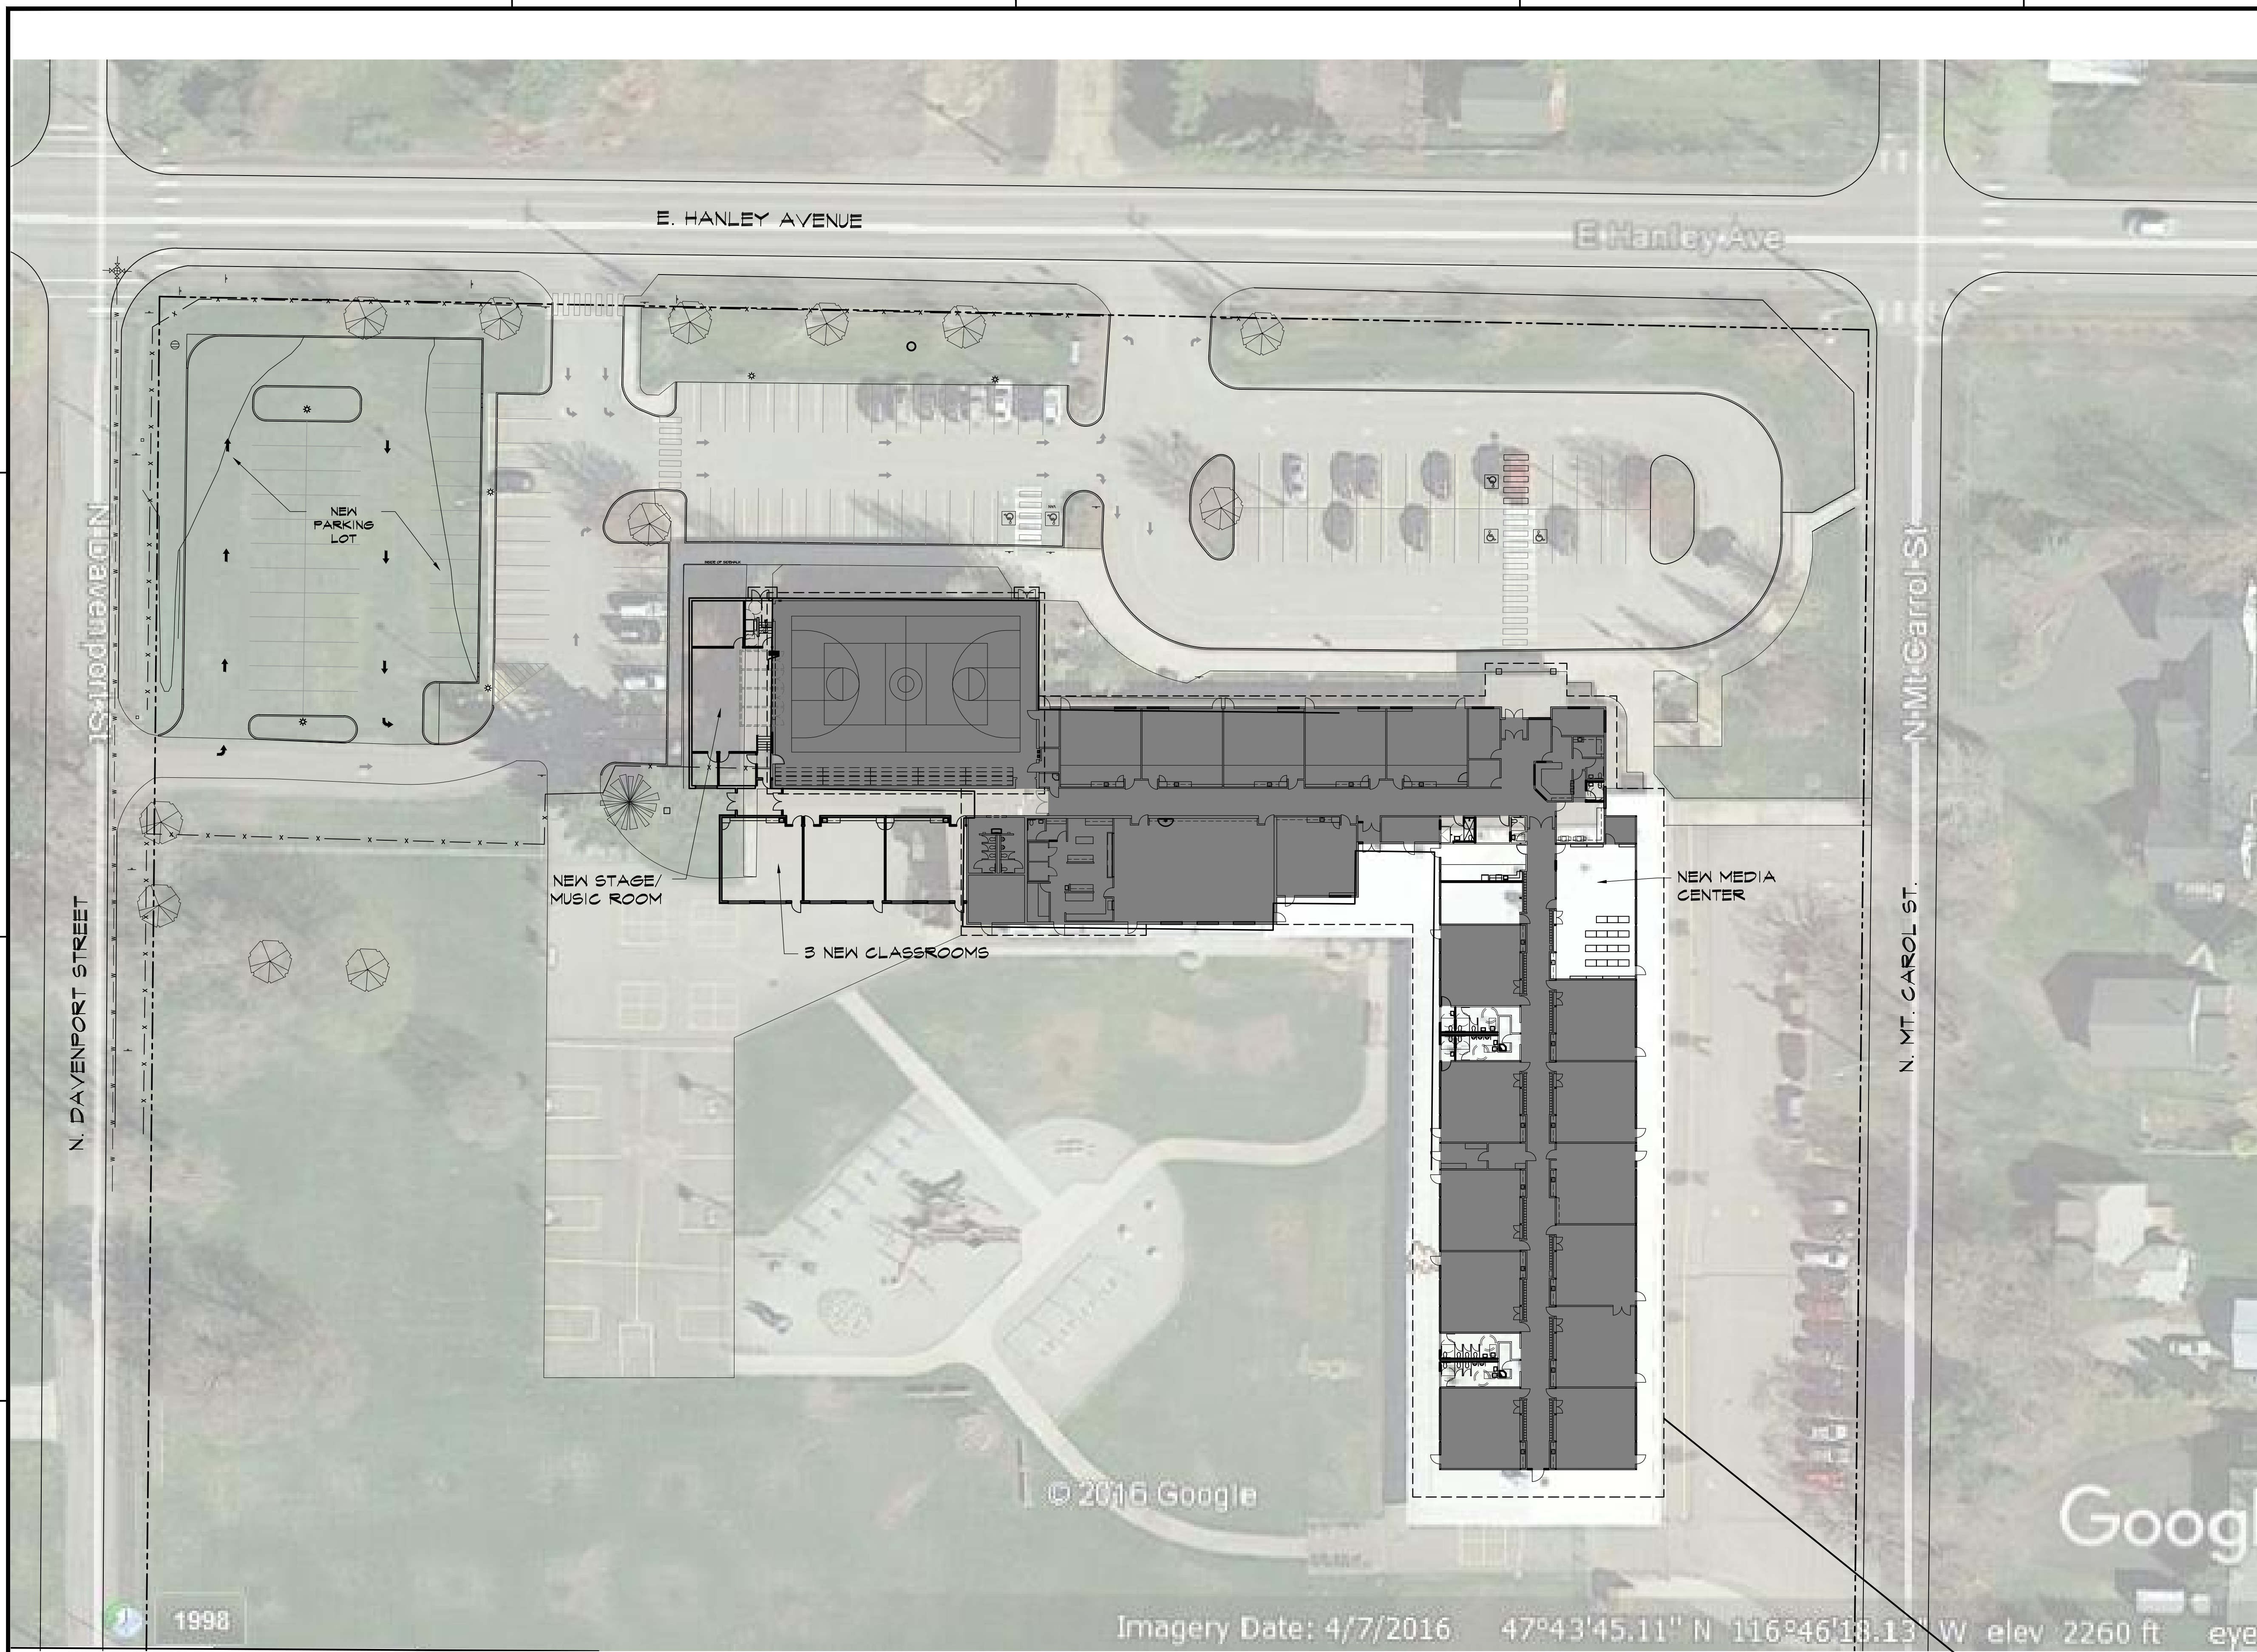 E. HANLEY AVENUE
E Hanley Ave
NEW
PARKING
LOT
N Davenport St
N Mt Carrol St
NEW STAGE/
MUSIC ROOM
NEW MEDIA
CENTER
3 NEW CLASSROOMS
N. DAVENPORT STREET
N. MT. CAROL ST.
© 2016 Google
Googl
1998
Imagery Date: 4/7/2016 47°43'45.11" N 116°46'13.13" W elev 2260 ft eye